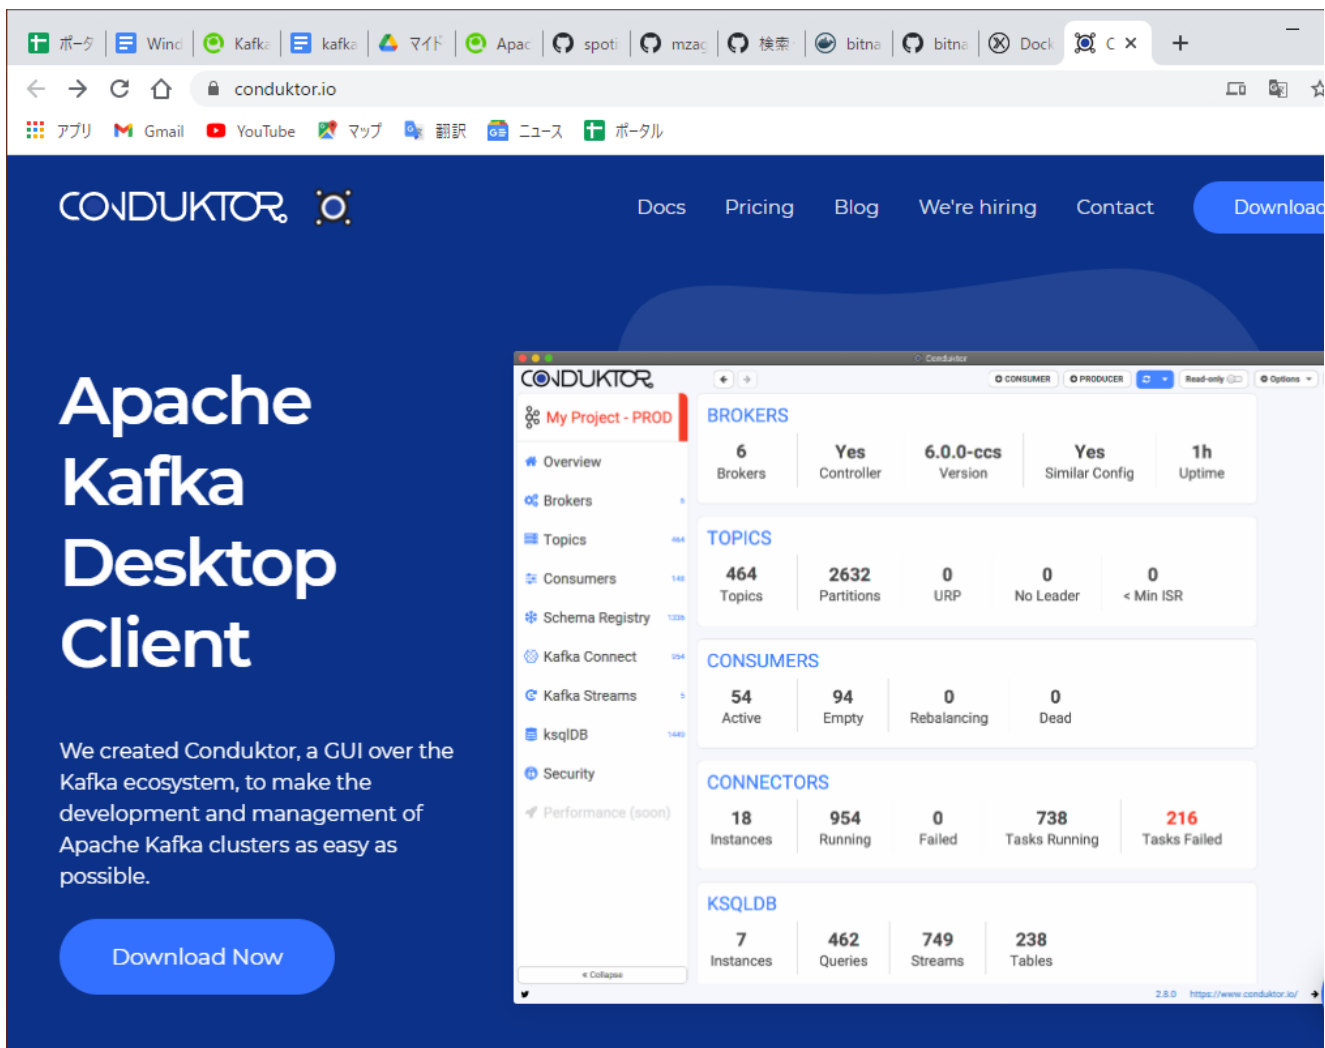 ポータ Wind Kafka kafka マイド Apac spoti mzag 検索 bitna bitna Dock C
conduktor.io
アプリ Gmail YouTube マップ 翻訳 ニュース ポータル
CONDUKTOR Docs Pricing Blog We're hiring Contact Download
Conduktor
CONDUKTOR CONSUMER PRODUCER Read-only Options
Apache
Kafka
Desktop
Client
We created Conduktor, a GUI over the
Kafka ecosystem, to make the
development and management of
Apache Kafka clusters as easy as
possible.
Download Now
My Project - PROD
Overview
Brokers 6
Topics 464
Consumers 148
Schema Registry
Kafka Connect
Kafka Streams 5
ksqlDB
Security
Performance (soon)
« Collapse
BROKERS
6 Yes 6.0.0-ccs Yes 1h
Brokers Controller Version Similar Config Uptime
TOPICS
464 2632 0 0 0
Topics Partitions URP No Leader < Min ISR
CONSUMERS
54 94 0 0
Active Empty Rebalancing Dead
CONNECTORS
18 954 0 738 216
Instances Running Failed Tasks Running Tasks Failed
KSQLDB
7 462 749 238
Instances Queries Streams Tables
2.8.0 https://www.conduktor.io/